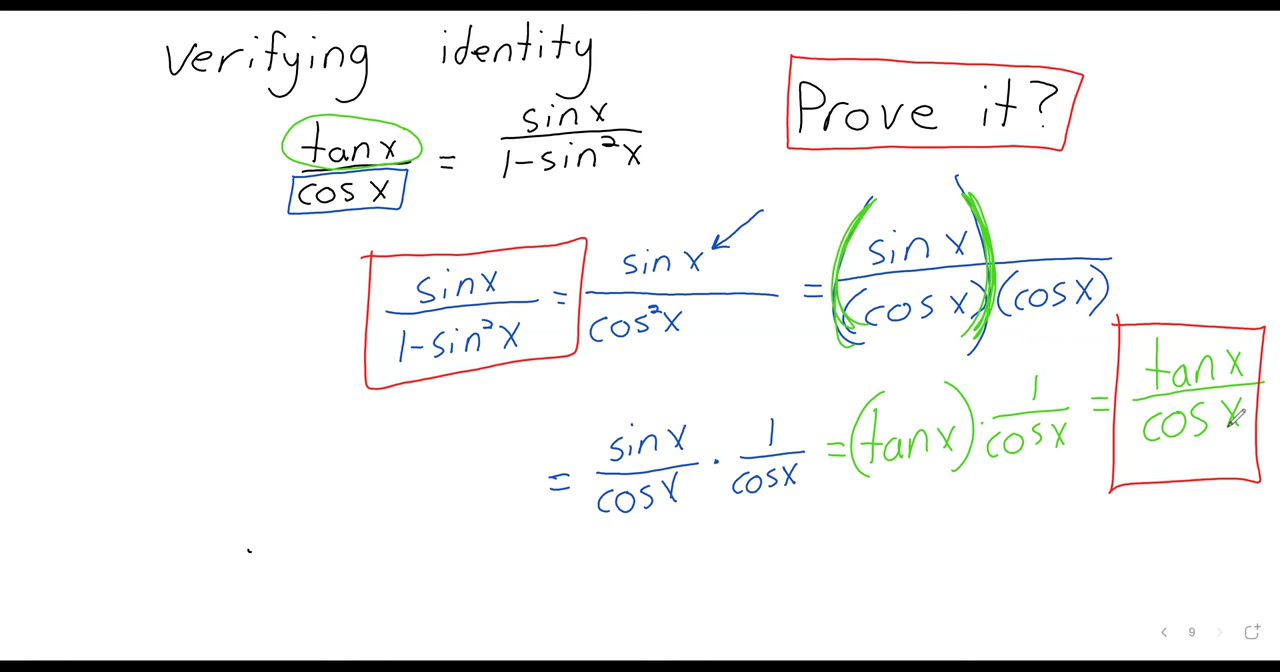 verifying identity
Prove it?
tan x / cos x = sin x / 1 - sin²x
sin x / 1 - sin²x = sin x / cos²x = (sin x / (cos x)) (cos x)
= sin x / cos x · 1 / cos x = (tan x) · 1 / cos x = tan x / cos x
9